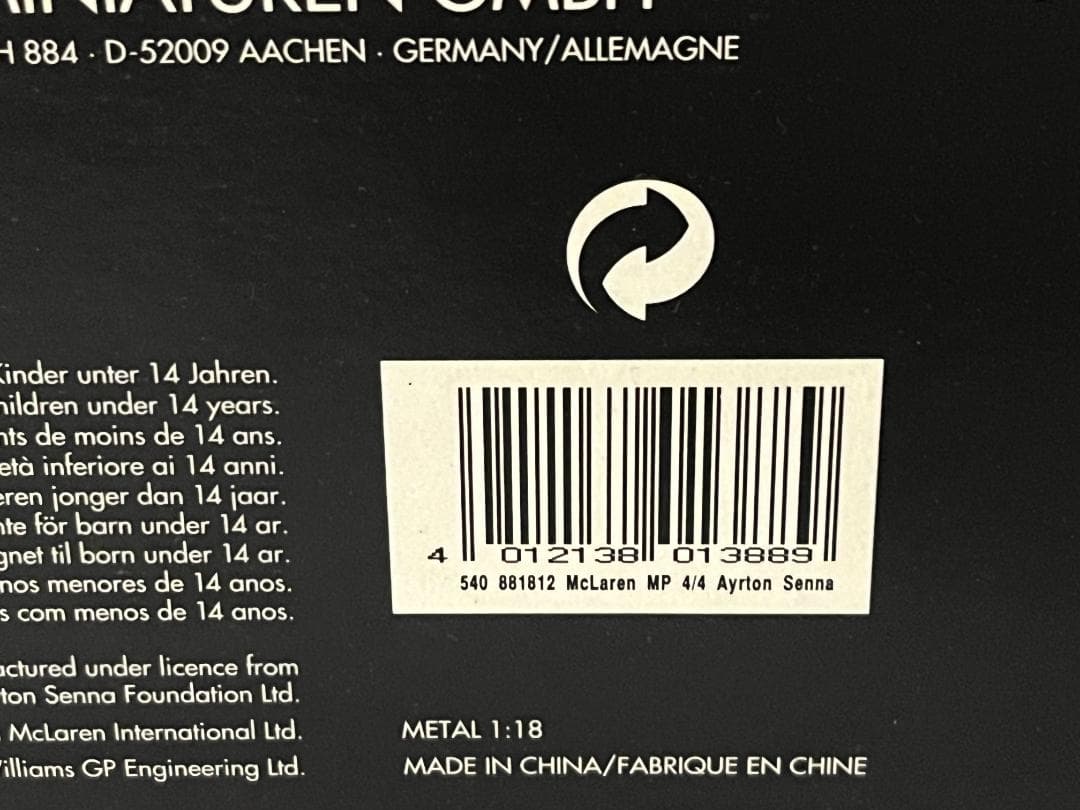 MINIATUREN GMBH
H 884 · D-52009 AACHEN · GERMANY/ALLEMAGNE
Kinder unter 14 Jahren.
hildren under 14 years.
nts de moins de 14 ans.
età inferiore ai 14 anni.
eren jonger dan 14 jaar.
nte för barn under 14 ar.
gnet til born under 14 ar.
nos menores de 14 anos.
s com menos de 14 anos.
actured under licence from
ton Senna Foundation Ltd.
McLaren International Ltd.
illiams GP Engineering Ltd.
4 012138 013889
540 881812 McLaren MP 4/4 Ayrton Senna
METAL 1:18
MADE IN CHINA/FABRIQUE EN CHINE